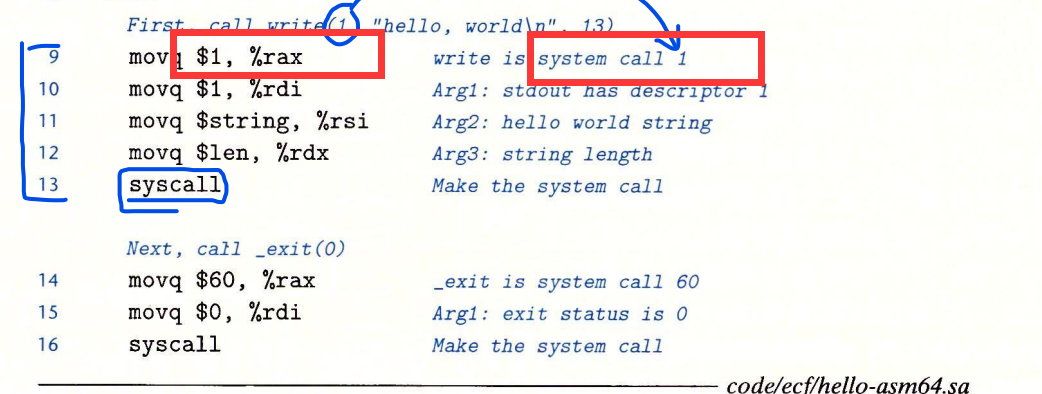 First, call write(1, "hello, world\n", 13)
9 movq $1, %rax write is system call 1
10 movq $1, %rdi Arg1: stdout has descriptor 1
11 movq $string, %rsi Arg2: hello world string
12 movq $len, %rdx Arg3: string length
13 syscall Make the system call
Next, call _exit(0)
14 movq $60, %rax _exit is system call 60
15 movq $0, %rdi Arg1: exit status is 0
16 syscall Make the system call
code/ecf/hello-asm64.sa